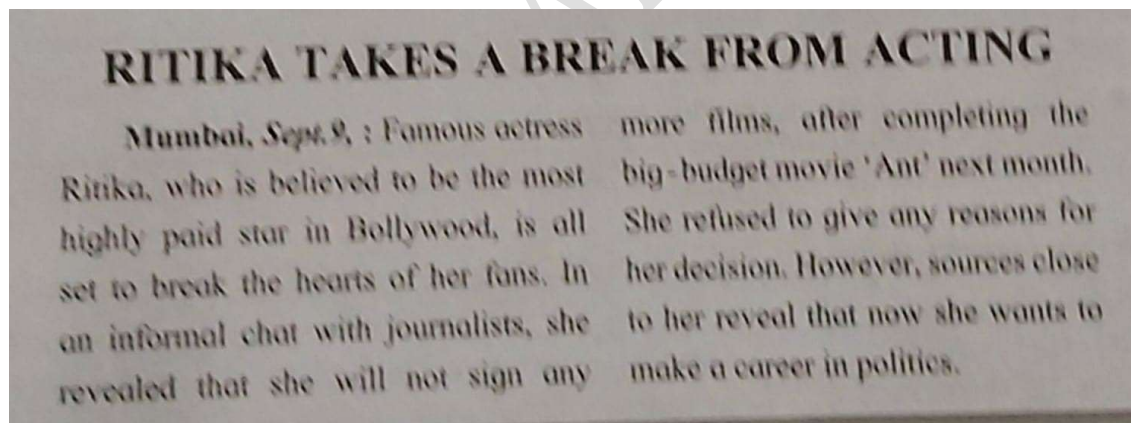 RITIKA TAKES A BREAK FROM ACTING
Mumbai, Sept.9, : Famous actress
Ritika, who is believed to be the most
highly paid star in Bollywood, is all
set to break the hearts of her fans. In
an informal chat with journalists, she
revealed that she will not sign any
more films, after completing the
big-budget movie 'Ant' next month.
She refused to give any reasons for
her decision. However, sources close
to her reveal that now she wants to
make a career in politics.